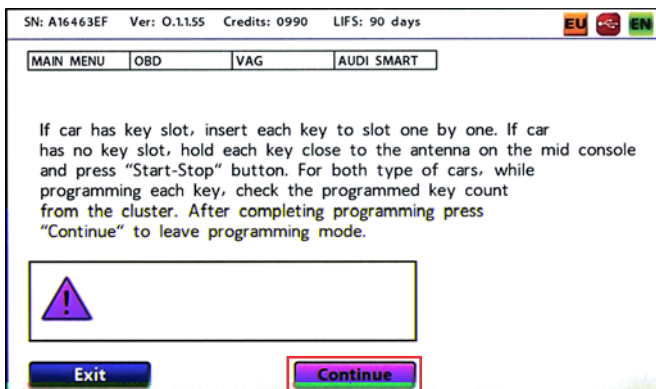 SN: A16463EF Ver: O.1.1.55 Credits: 0990 LIFS: 90 days EU EN
MAIN MENU OBD VAG AUDI SMART
If car has key slot, insert each key to slot one by one. If car
has no key slot, hold each key close to the antenna on the mid console
and press "Start-Stop" button. For both type of cars, while
programming each key, check the programmed key count
from the cluster. After completing programming press
"Continue" to leave programming mode.
Exit Continue